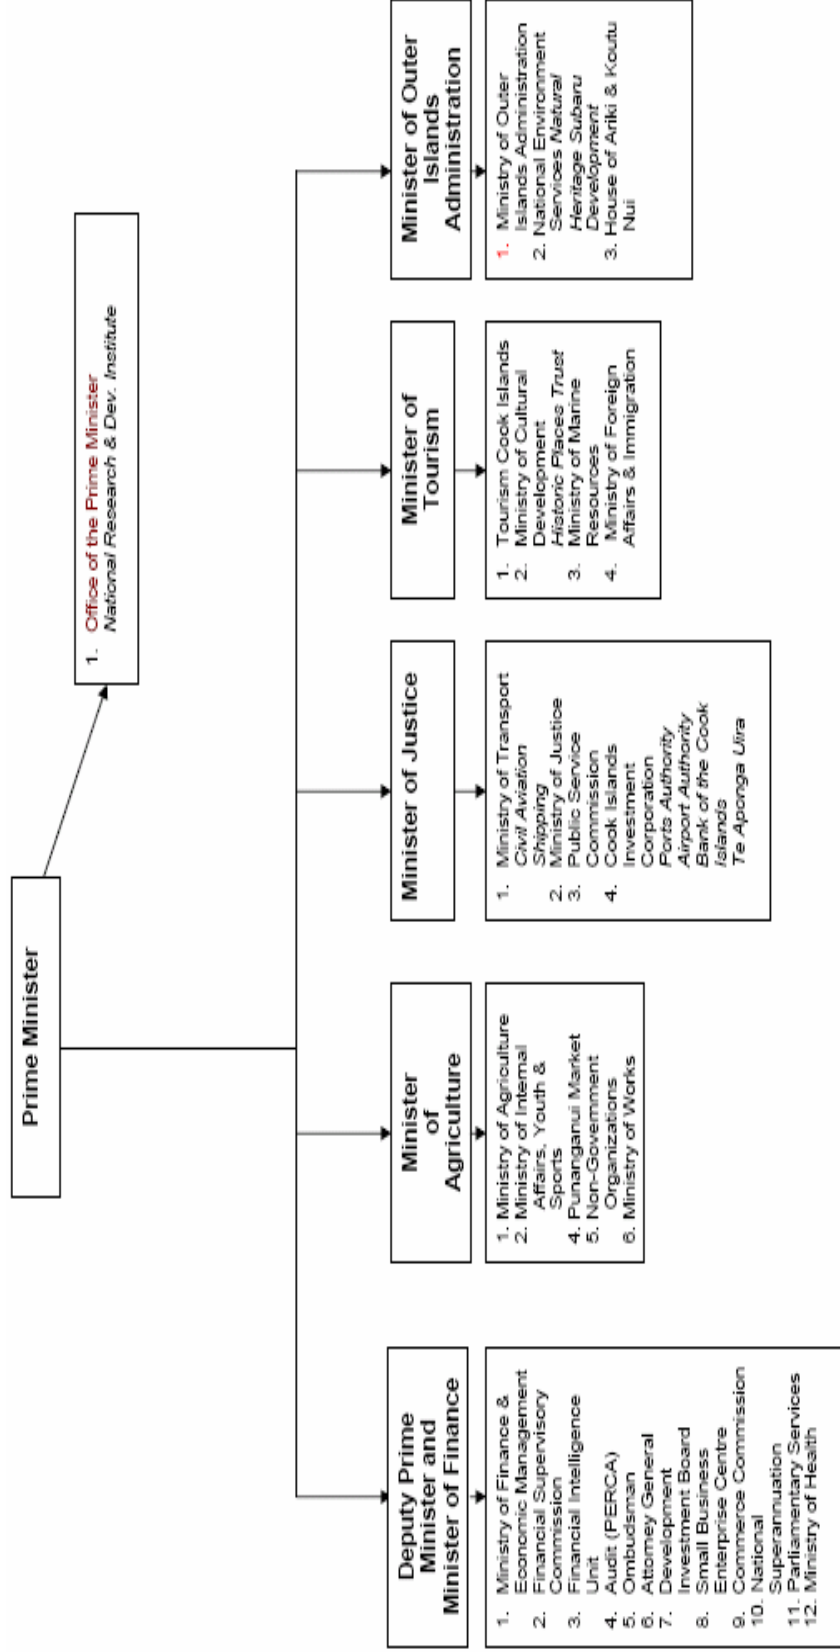 Prime Minister
1. Office of the Prime Minister
National Research & Dev. Institute
Deputy Prime
Minister and
Minister of Finance
1. Ministry of Finance &
Economic Management
2. Financial Supervisory
Commission
3. Financial Intelligence
Unit
4. Audit (PERCA)
5. Ombudsman
6. Attorney General
7. Development
Investment Board
8. Small Business
Enterprise Centre
9. Commerce Commission
10. National
Superannuation
11. Parliamentary Services
12. Ministry of Health
Minister
of
Agriculture
1. Ministry of Agriculture
2. Ministry of Internal
Affairs, Youth &
Sports
4. Punanganui Market
5. Non-Government
Organizations
6. Ministry of Works
Minister of Justice
1. Ministry of Transport
Civil Aviation
Shipping
2. Ministry of Justice
3. Public Service
Commission
4. Cook Islands
Investment
Corporation
Ports Authority
Airport Authority
Bank of the Cook
Islands
Te Aponga Uira
Minister of
Tourism
1. Tourism Cook Islands
2. Ministry of Cultural
Development
Historic Places Trust
3. Ministry of Marine
Resources
4. Ministry of Foreign
Affairs & Immigration
Minister of Outer
Islands
Administration
1. Ministry of Outer
Islands Administration
2. National Environment
Services Natural
Heritage Subaru
Development
3. House of Ariki & Koutu
Nui